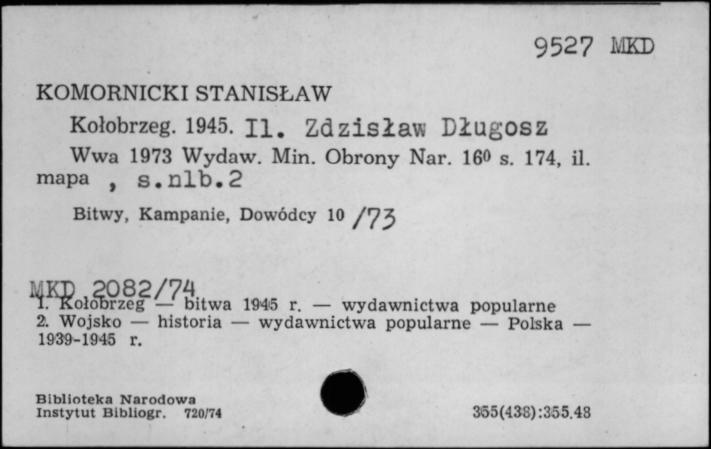 9527 MKD
KOMORNICKI STANISŁAW
Kołobrzeg. 1945. Il. Zdzisław Długosz
Wwa 1973 Wydaw. Min. Obrony Nar. 16⁰ s. 174, il.
mapa , s.nlb.2
Bitwy, Kampanie, Dowódcy 10 /73
MKD 2082/74
1. Kołobrzeg — bitwa 1945 r. — wydawnictwa popularne
2. Wojsko — historia — wydawnictwa popularne — Polska —
1939-1945 r.
Biblioteka Narodowa
Instytut Bibliogr. 720/74
355(438):355.48